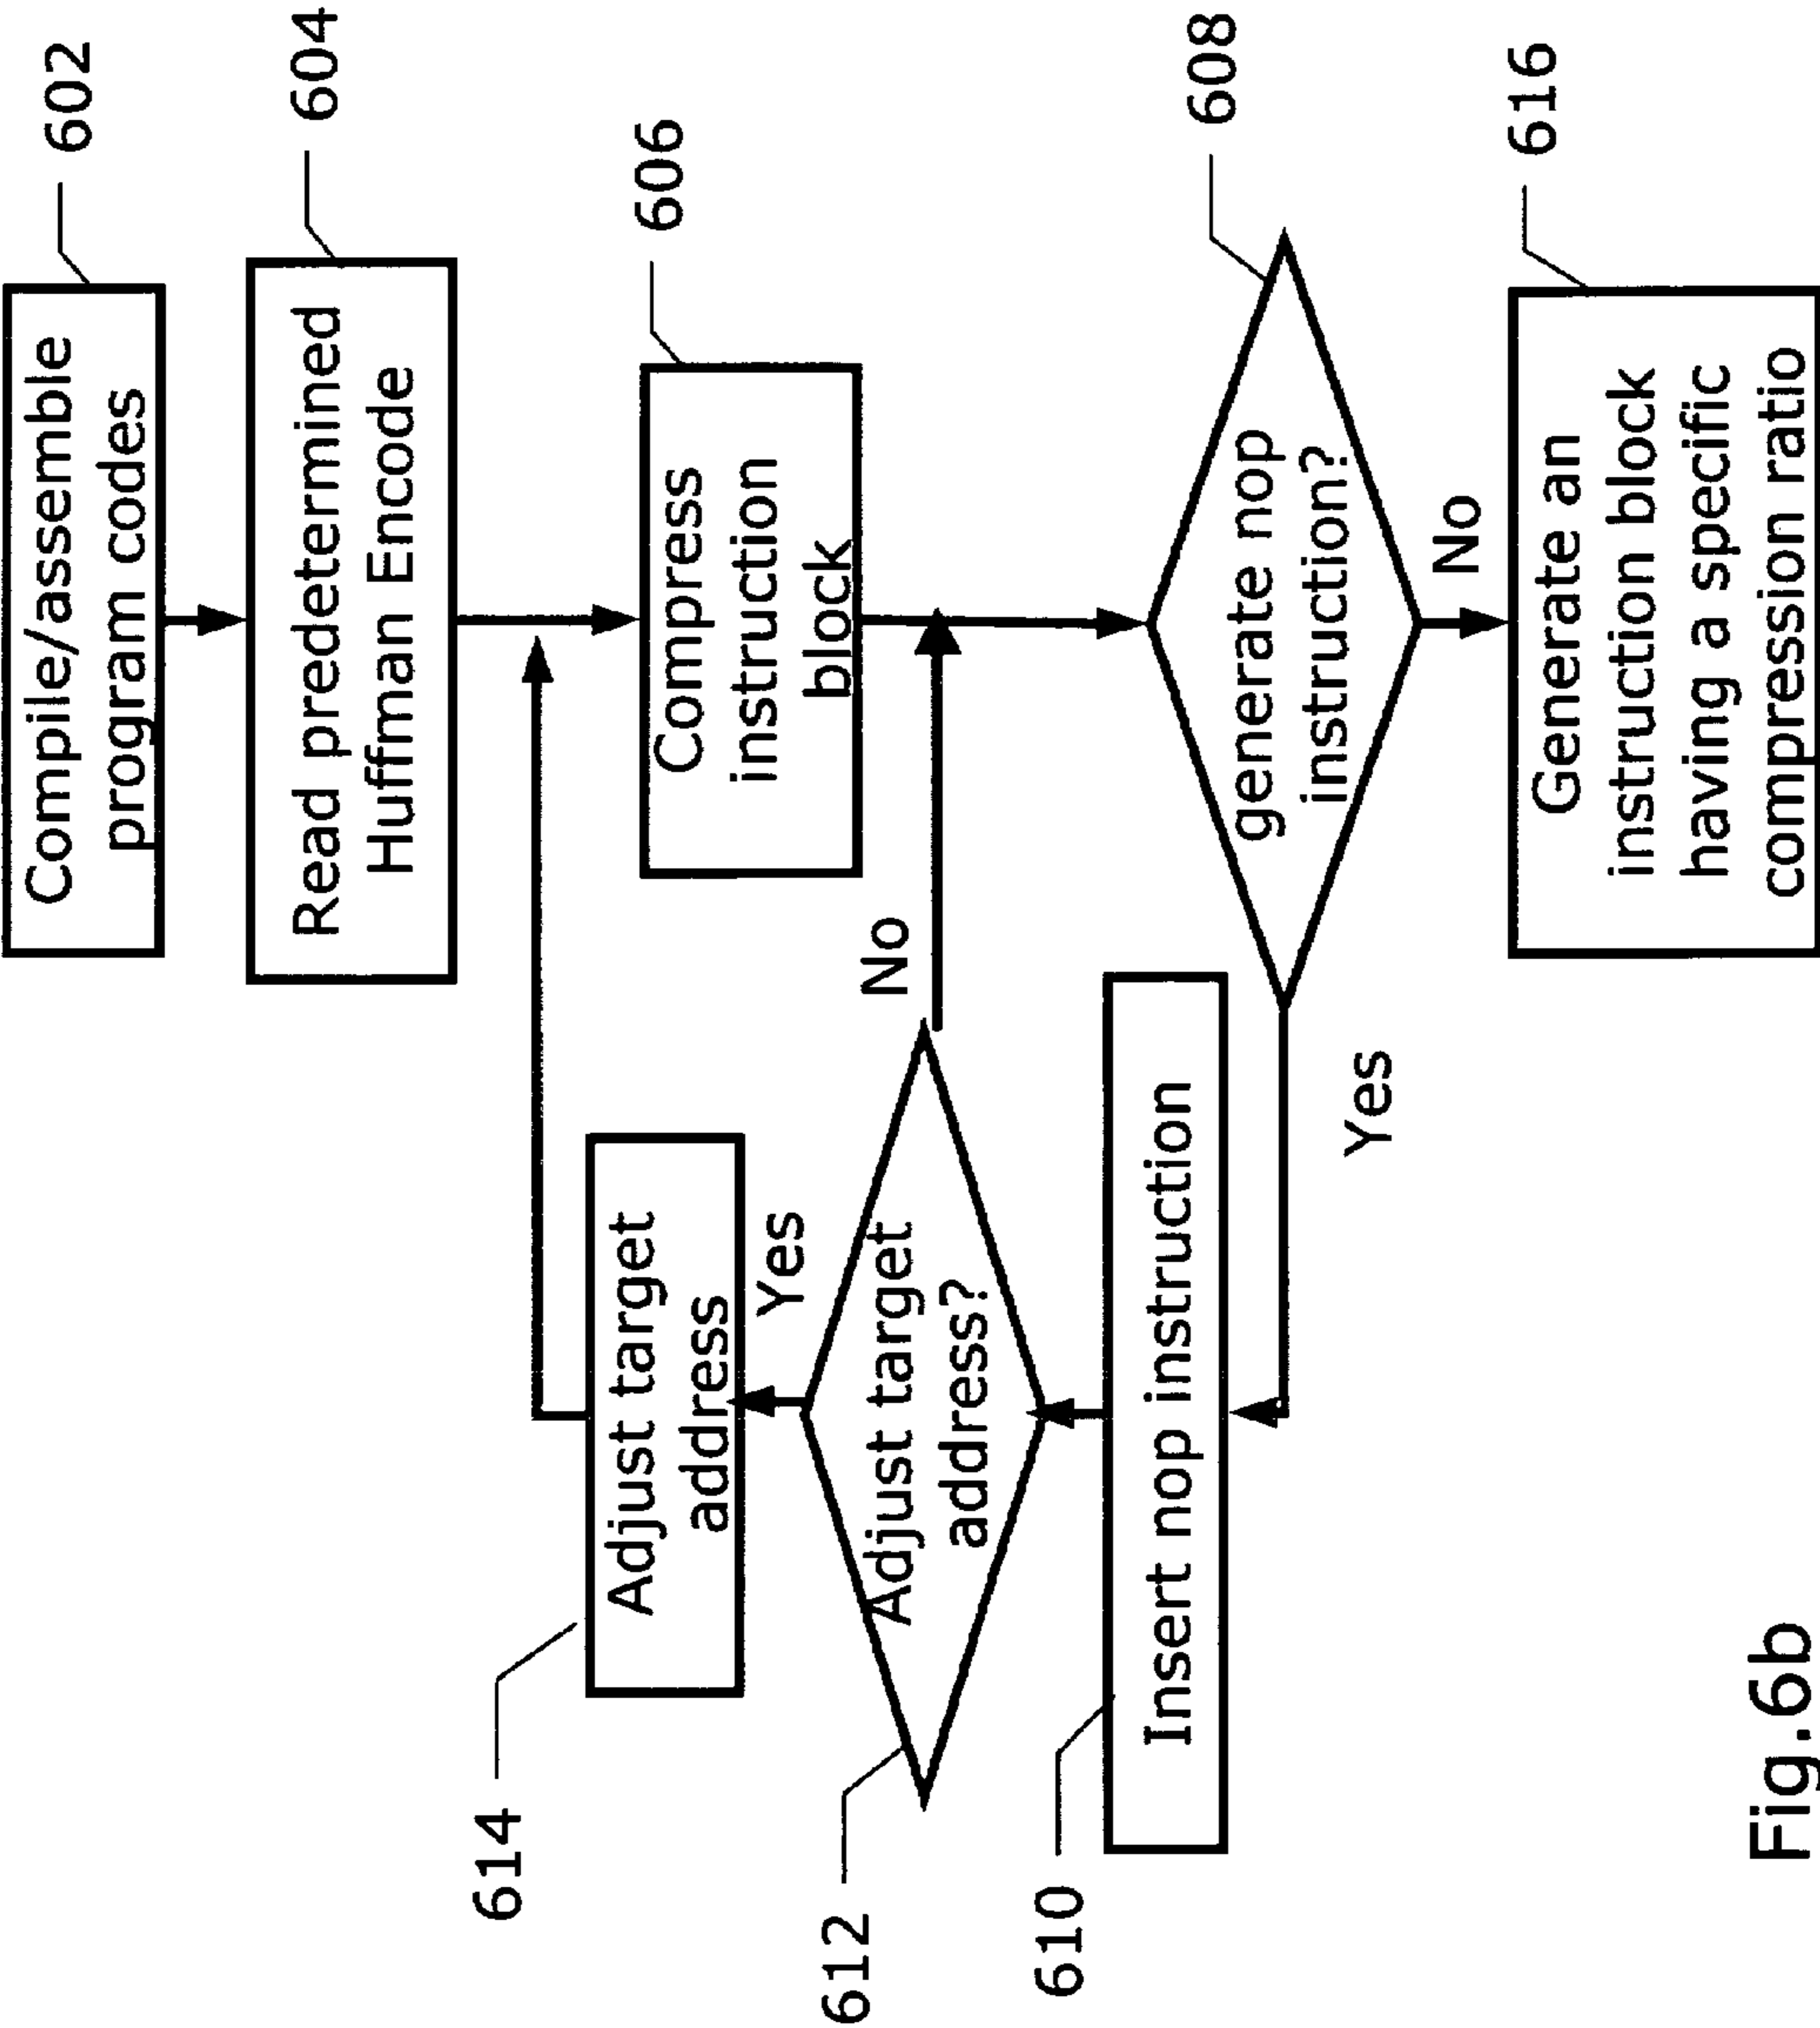 Compile/assemble
program codes
602
Read predetermined
Huffman Encode
604
614
Adjust target
address
Compress
instruction
block
606
Yes
612
Adjust target
address?
No
610
Insert nop instruction
generate nop
instruction?
608
Yes
No
Generate an
instruction block
having a specific
compression ratio
616
Fig.6b